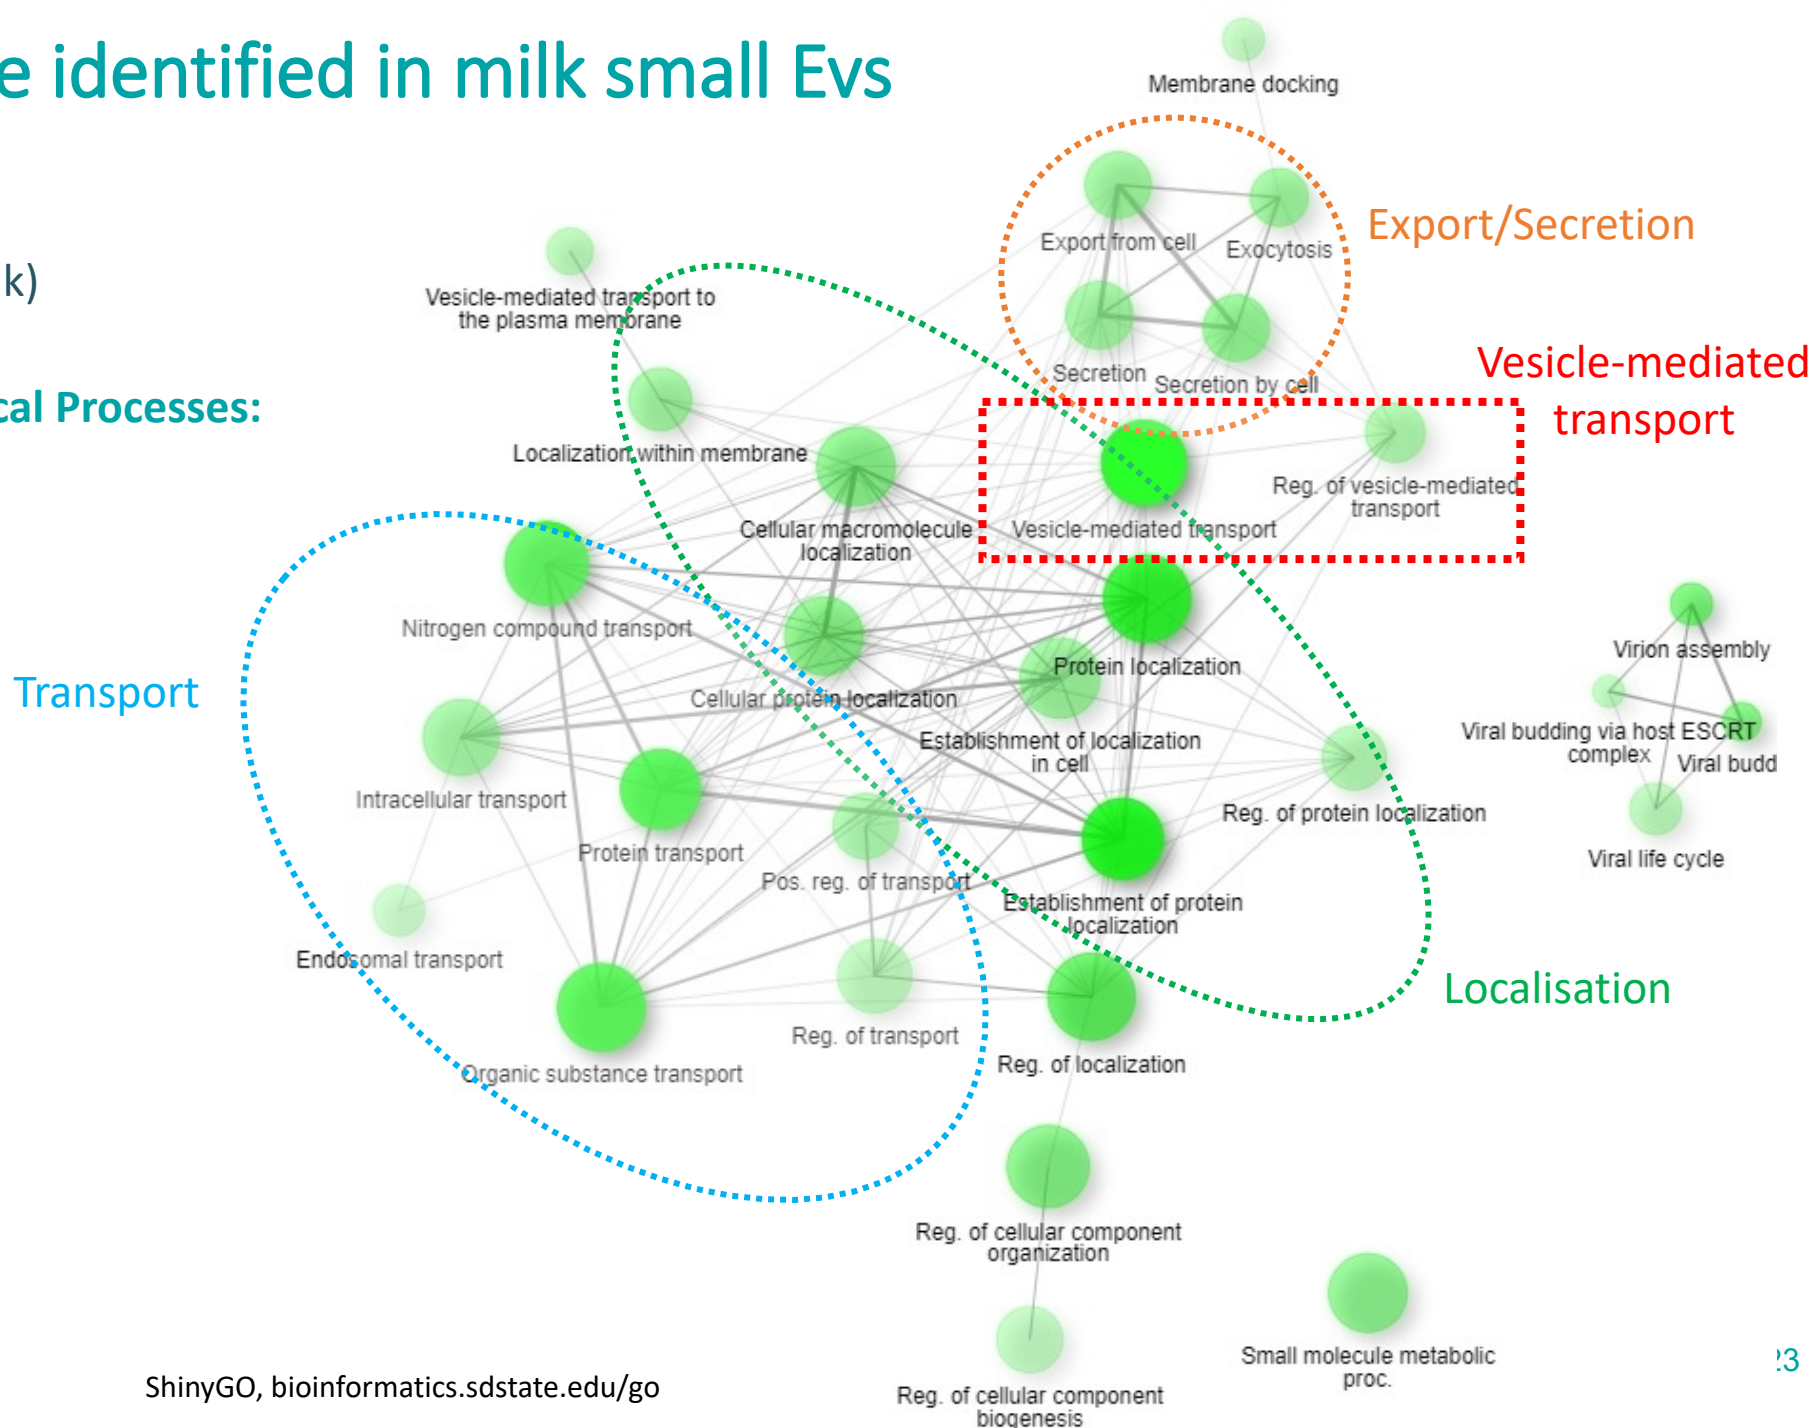 e identified in milk small Evs
k)
cal Processes:
Membrane docking
Export from cell
Exocytosis
Export/Secretion
Vesicle-mediated transport to
the plasma membrane
Secretion
Secretion by cell
Vesicle-mediated
transport
Localization within membrane
Reg. of vesicle-mediated
transport
Cellular macromolecule
localization
Vesicle-mediated transport
Nitrogen compound transport
Protein localization
Virion assembly
Transport
Cellular protein localization
Establishment of localization
in cell
Viral budding via host ESCRT
complex
Viral budd
Intracellular transport
Reg. of protein localization
Protein transport
Viral life cycle
Pos. reg. of transport
Establishment of protein
localization
Endosomal transport
Localisation
Reg. of transport
Reg. of localization
Organic substance transport
Reg. of cellular component
organization
Small molecule metabolic
proc.
23
ShinyGO, bioinformatics.sdstate.edu/go
Reg. of cellular component
biogenesis